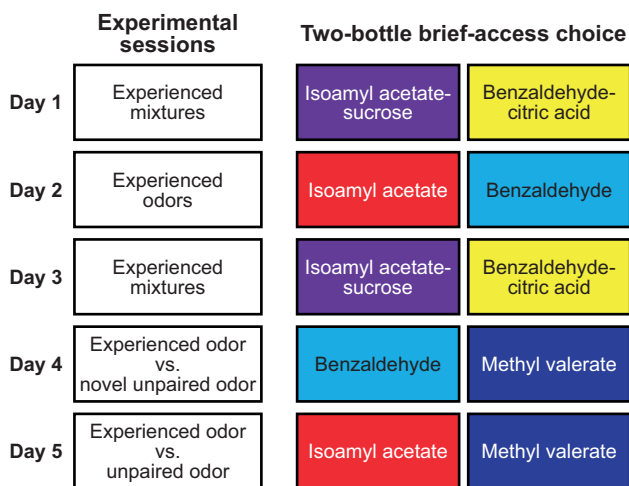 Experimental
sessions
Two-bottle brief-access choice
Day 1
Experienced
mixtures
Isoamyl acetate-
sucrose
Benzaldehyde-
citric acid
Day 2
Experienced
odors
Isoamyl acetate
Benzaldehyde
Day 3
Experienced
mixtures
Isoamyl acetate-
sucrose
Benzaldehyde-
citric acid
Day 4
Experienced odor
vs.
novel unpaired odor
Benzaldehyde
Methyl valerate
Day 5
Experienced odor
vs.
unpaired odor
Isoamyl acetate
Methyl valerate